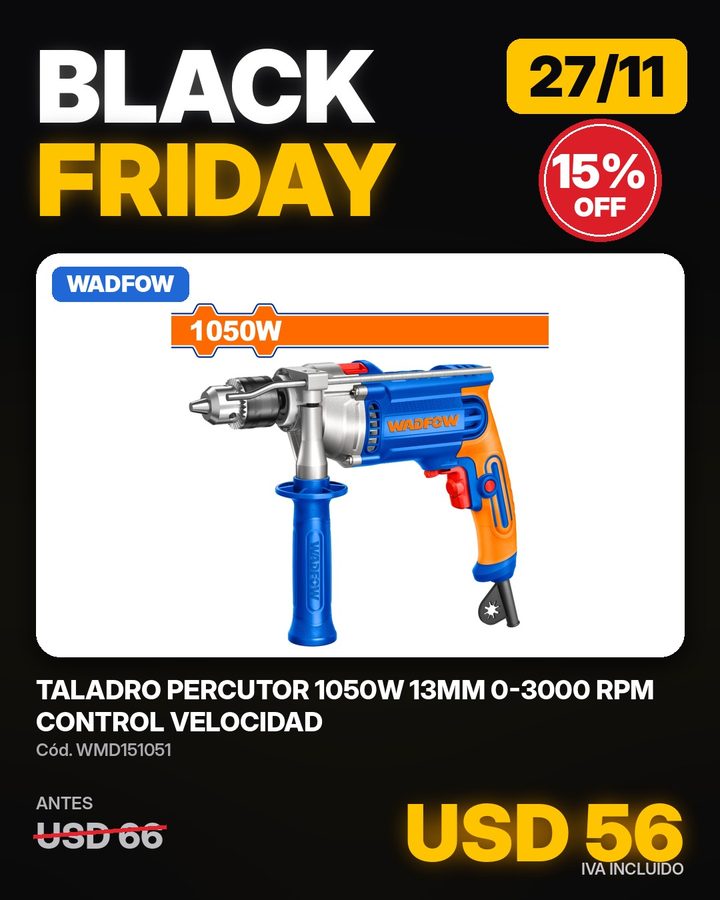 BLACK
FRIDAY
27/11
15%
OFF
WADFOW
1050W
WADFOW
WADFOW
TALADRO PERCUTOR 1050W 13MM 0-3000 RPM
CONTROL VELOCIDAD
Cód. WMD151051
ANTES
USD 66
USD 56
IVA INCLUIDO